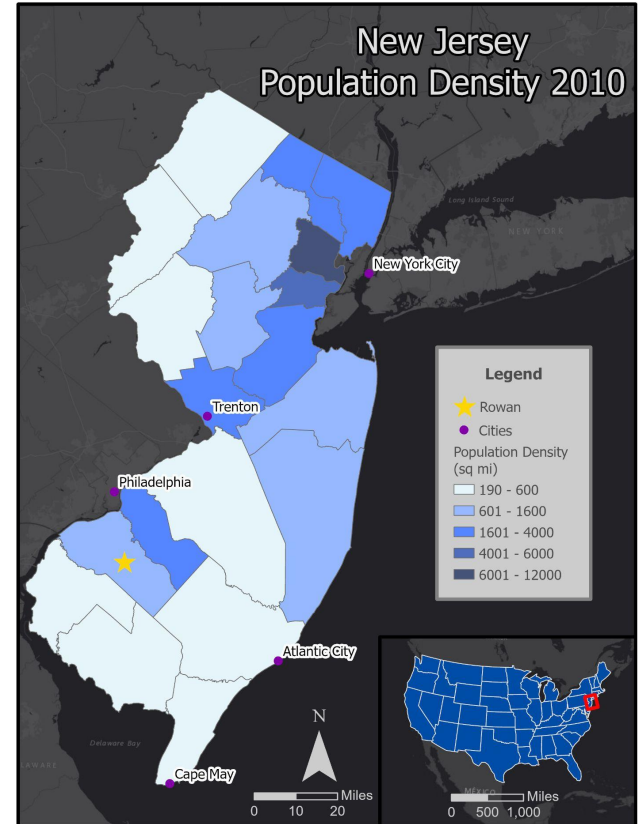 New Jersey
Population Density 2010
Long Island Sound
NEW YORK
New York City
Legend
Rowan
Cities
Population Density
(sq mi)
190 - 600
601 - 1600
1601 - 4000
4001 - 6000
6001 - 12000
Trenton
Philadelphia
Atlantic City
Cape May
Delaware Bay
LAWARE
N
Miles
0 10 20
MÉXICO
Miles
0 500 1,000